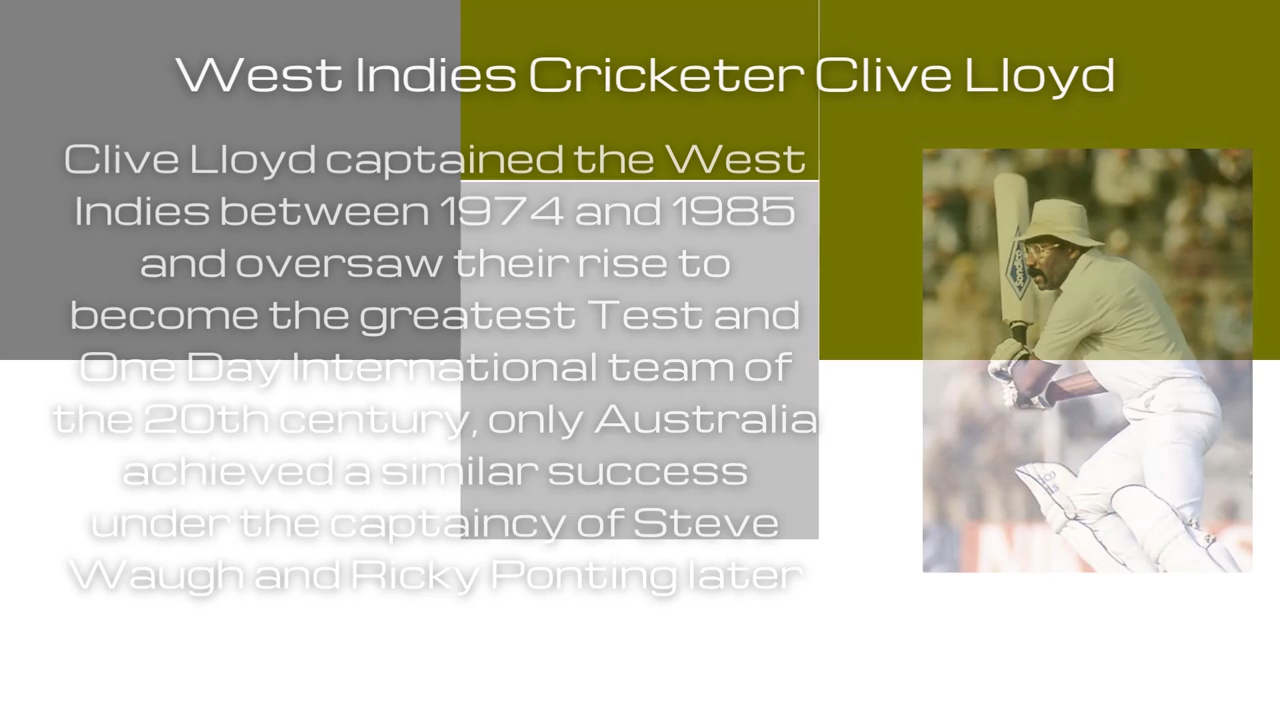 West Indies Cricketer Clive Lloyd
Clive Lloyd captained the West
Indies between 1974 and 1985
and oversaw their rise to
become the greatest Test and
One Day International team of
the 20th century, only Australia
achieved a similar success
under the captaincy of Steve
Waugh and Ricky Ponting later